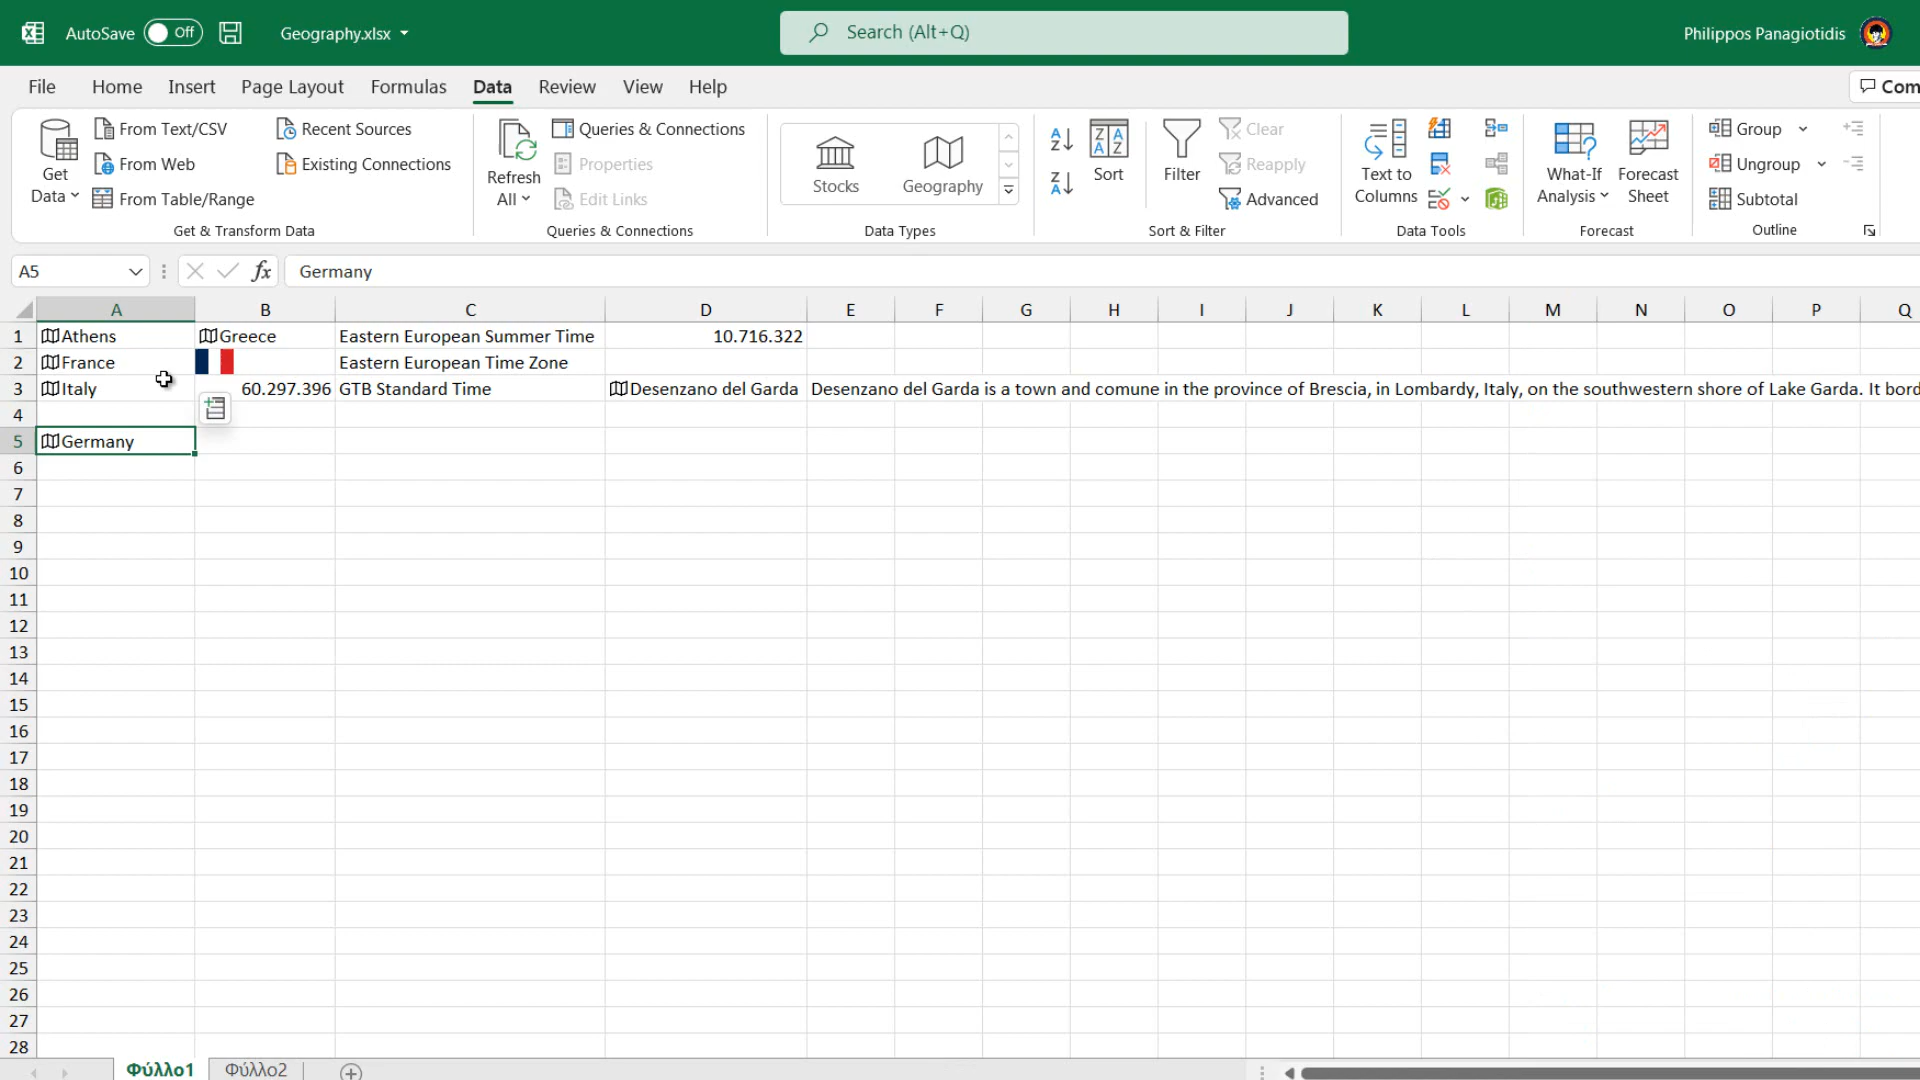 AutoSave Off Geography.xlsx Search (Alt+Q) Philippos Panagiotidis
File Home Insert Page Layout Formulas Data Review View Help Com
Get Data
From Text/CSV
From Web
From Table/Range
Recent Sources
Existing Connections
Get & Transform Data
Refresh All
Queries & Connections
Properties
Edit Links
Queries & Connections
Stocks Geography
Data Types
Sort
Filter
Clear
Reapply
Advanced
Sort & Filter
Text to Columns
Data Tools
What-If Analysis
Forecast Sheet
Forecast
Group
Ungroup
Subtotal
Outline
A5 fx Germany
A B C D E F G H I J K L M N O P Q
1 Athens Greece Eastern European Summer Time 10.716.322
2 France Eastern European Time Zone
3 Italy 60.297.396 GTB Standard Time Desenzano del Garda Desenzano del Garda is a town and comune in the province of Brescia, in Lombardy, Italy, on the southwestern shore of Lake Garda. It bord
4
5 Germany
6
7
8
9
10
11
12
13
14
15
16
17
18
19
20
21
22
23
24
25
26
27
28
Φύλλο1 Φύλλο2